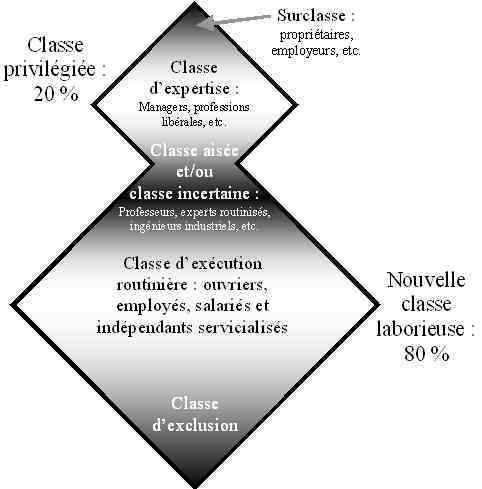 Surclasse :
propriétaires,
employeurs, etc.
Classe
privilégiée :
20 %
Classe
d’expertise :
Managers, professions
libérales, etc.
Classe aisée
et/ou
classe incertaine :
Professeurs, experts routinisés,
ingénieurs industriels, etc.
Classe d’exécution
routinière : ouvriers,
employés, salariés et
indépendants servicialisés
Nouvelle
classe
laborieuse :
80 %
Classe
d’exclusion